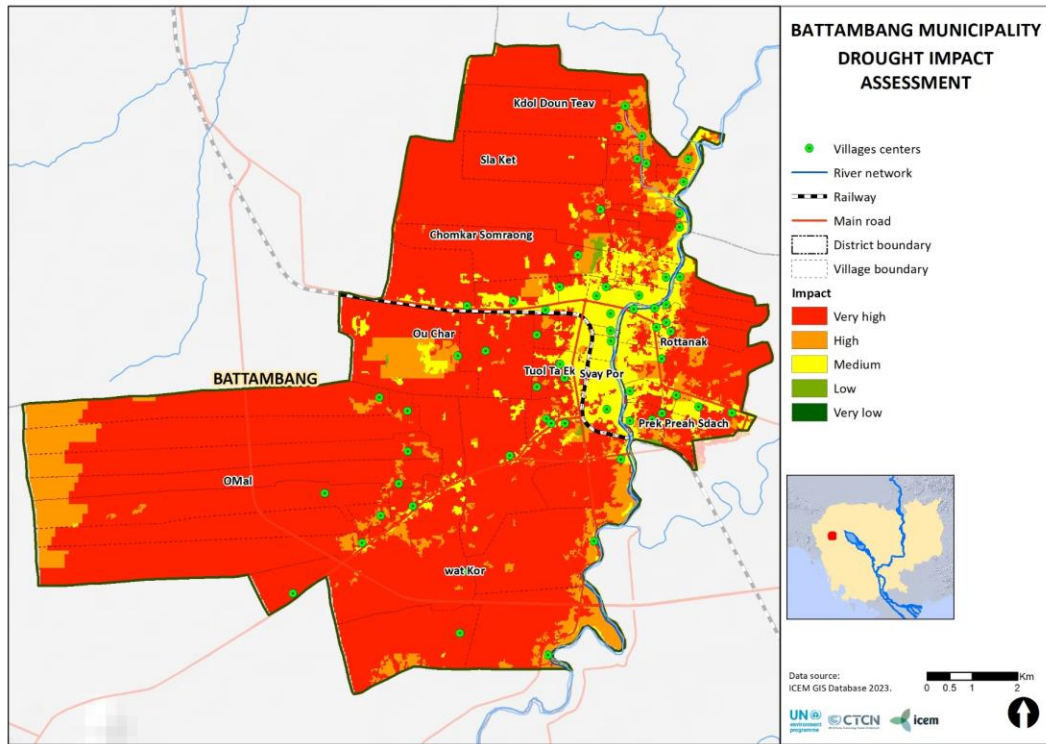 BATTAMBANG MUNICIPALITY
DROUGHT IMPACT
ASSESSMENT
Villages centers
River network
Railway
Main road
District boundary
Village boundary
Impact
Very high
High
Medium
Low
Very low
Kdol Doun Teav
Sla Ket
Chomkar Somraong
Ou Char
Rottanak
Tuol Ta Ek
Svay Por
BATTAMBANG
Prek Preah Sdach
OMal
wat Kor
Data source:
ICEM GIS Database 2023.
Km
0 0.5 1 2
UN
environment
programme
CTCN
icem